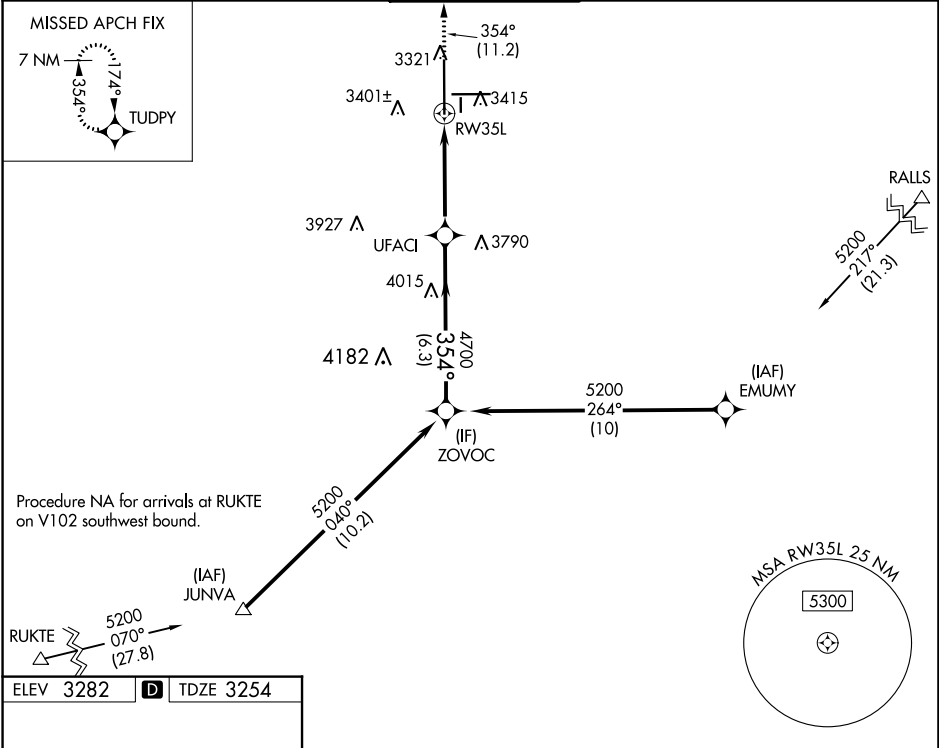 MISSED APCH FIX
7 NM
354°
174°
TUDPY
354°
(11.2)
3321
3401±
3415
RW35L
RALLS
5200
217°
(21.3)
3927
UFACI
3790
4015
4182
4700
354°
(6.3)
(IAF)
EMUMY
5200
264°
(10)
(IF)
ZOVOC
Procedure NA for arrivals at RUKTE
on V102 southwest bound.
5200
040°
(10.2)
(IAF)
JUNVA
RUKTE
5200
070°
(27.8)
MSA RW35L 25 NM
5300
ELEV 3282 D TDZE 3254